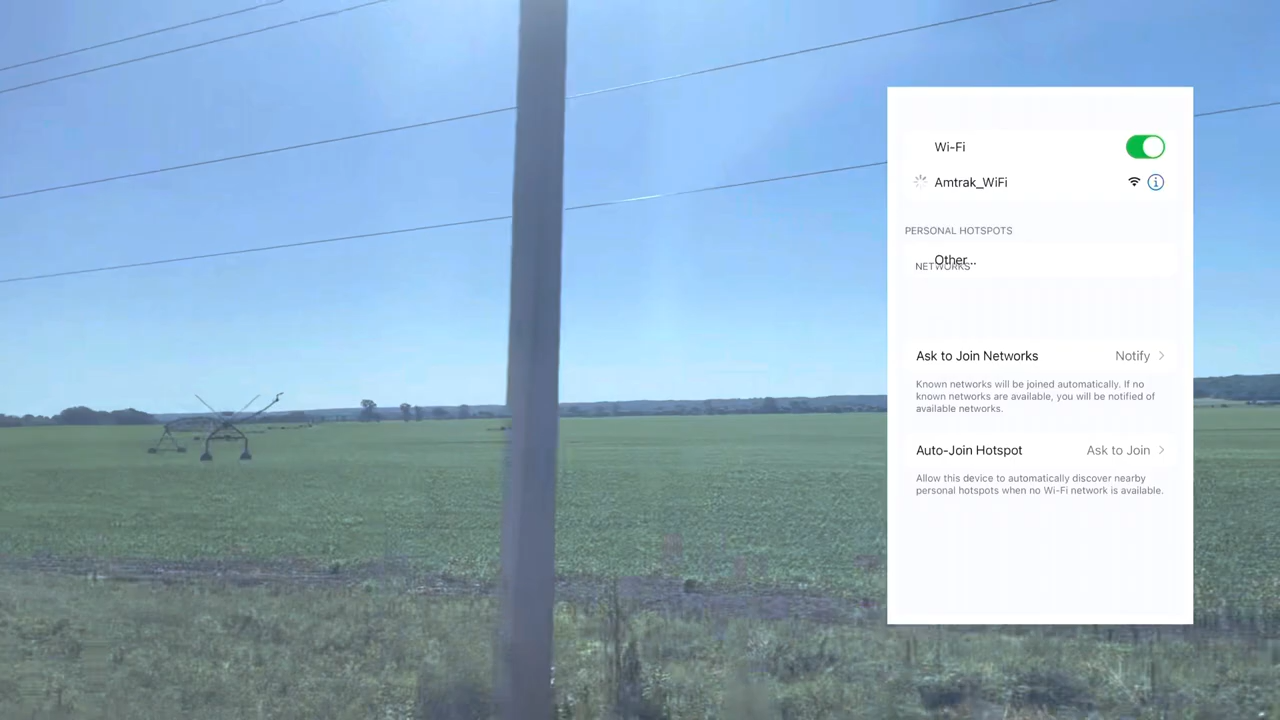 Wi-Fi
Amtrak_WiFi
PERSONAL HOTSPOTS
Other...
NETWORKS
Ask to Join Networks Notify
Known networks will be joined automatically. If no
known networks are available, you will be notified of
available networks.
Auto-Join Hotspot Ask to Join
Allow this device to automatically discover nearby
personal hotspots when no Wi-Fi network is available.